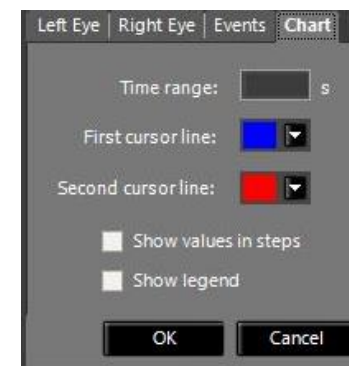 Left Eye Right Eye Events Chart
Time range: s
First cursor line:
Second cursor line:
Show values in steps
Show legend
OK Cancel